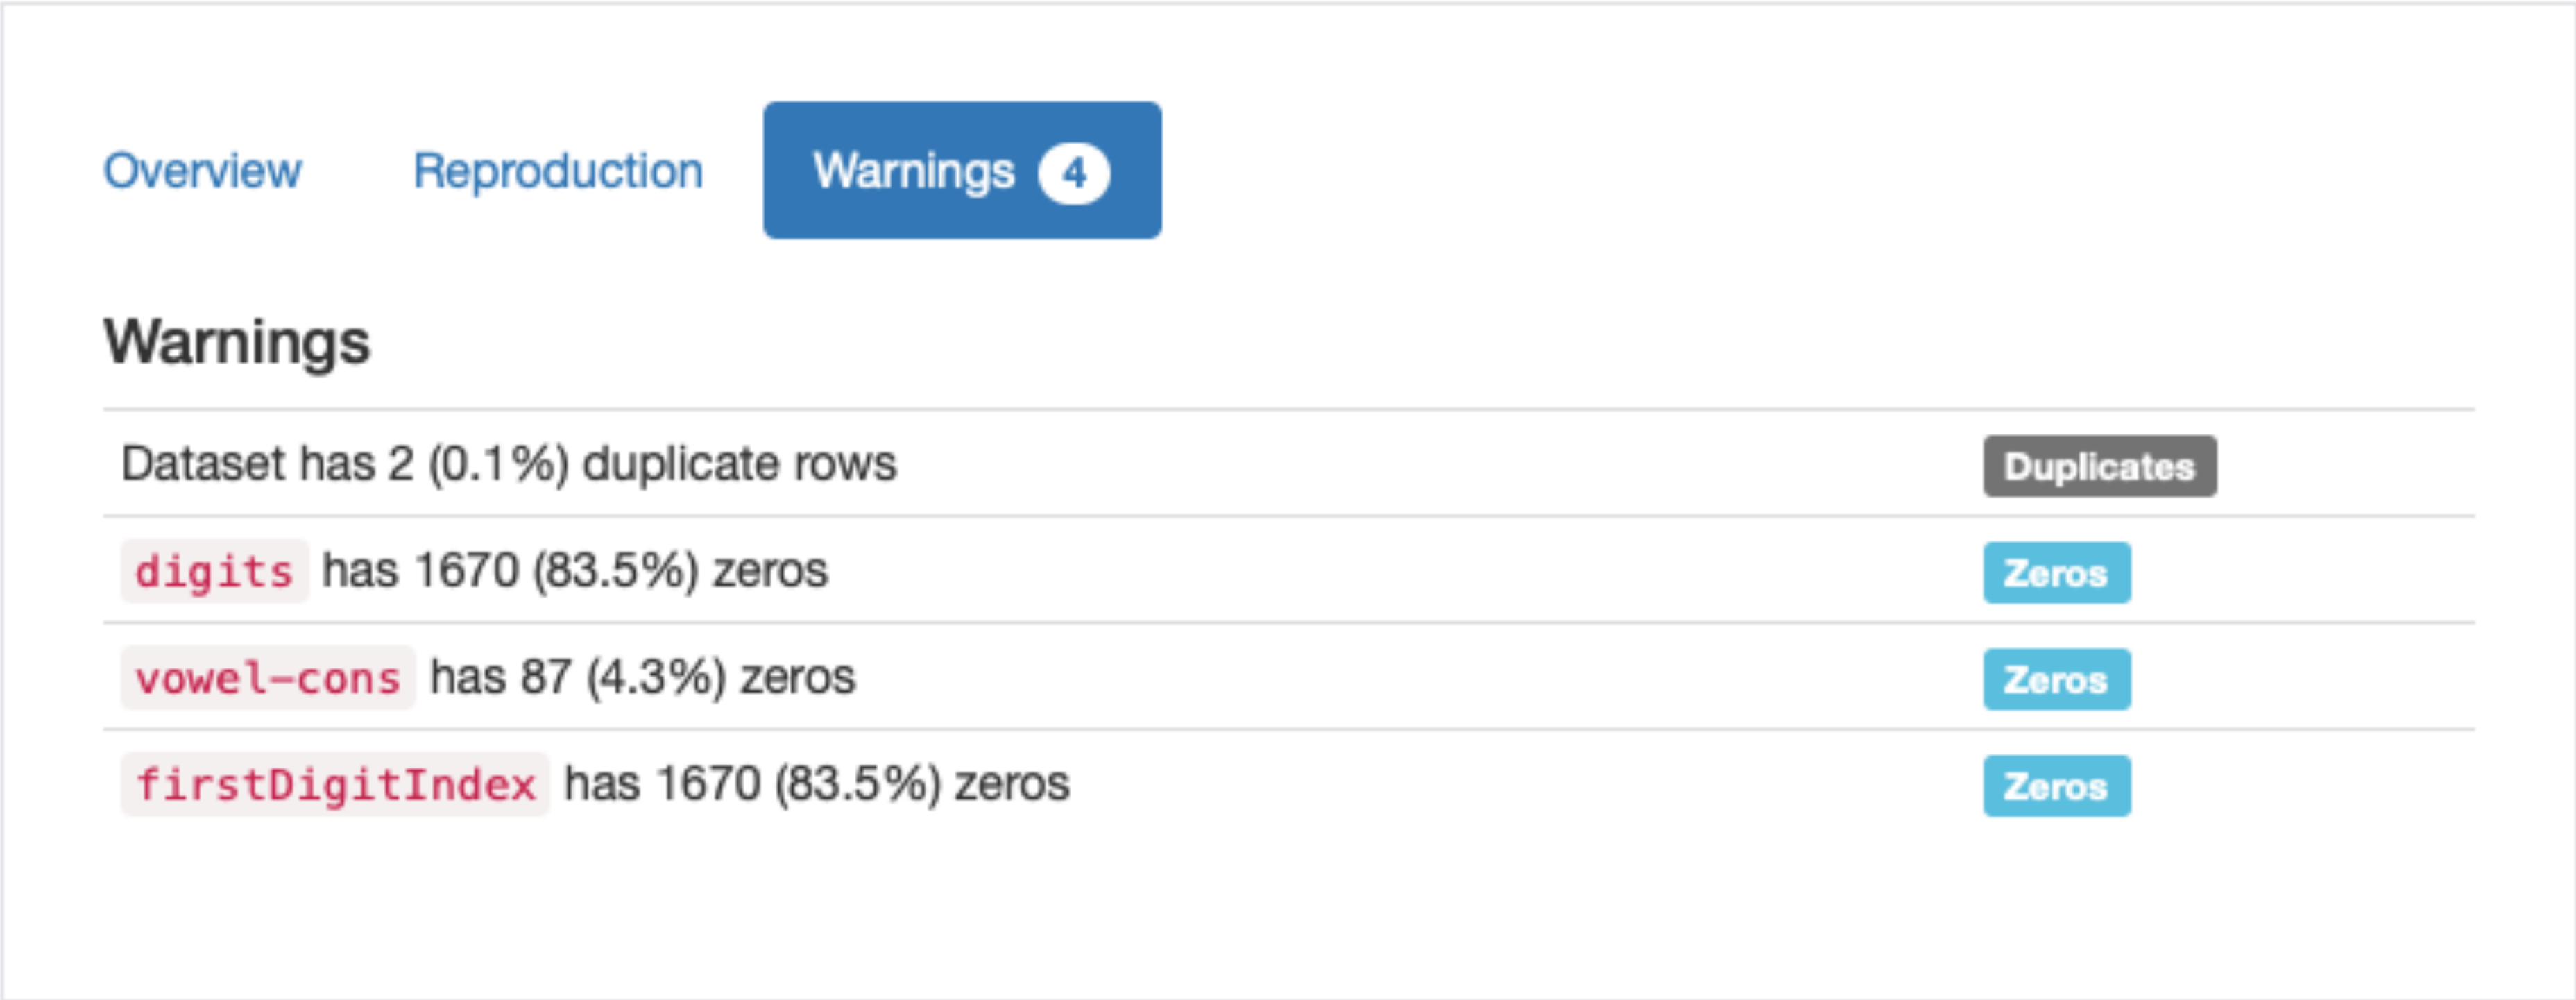 Overview Reproduction Warnings 4
Warnings
Dataset has 2 (0.1%) duplicate rows Duplicates
digits has 1670 (83.5%) zeros Zeros
vowel-cons has 87 (4.3%) zeros Zeros
firstDigitIndex has 1670 (83.5%) zeros Zeros